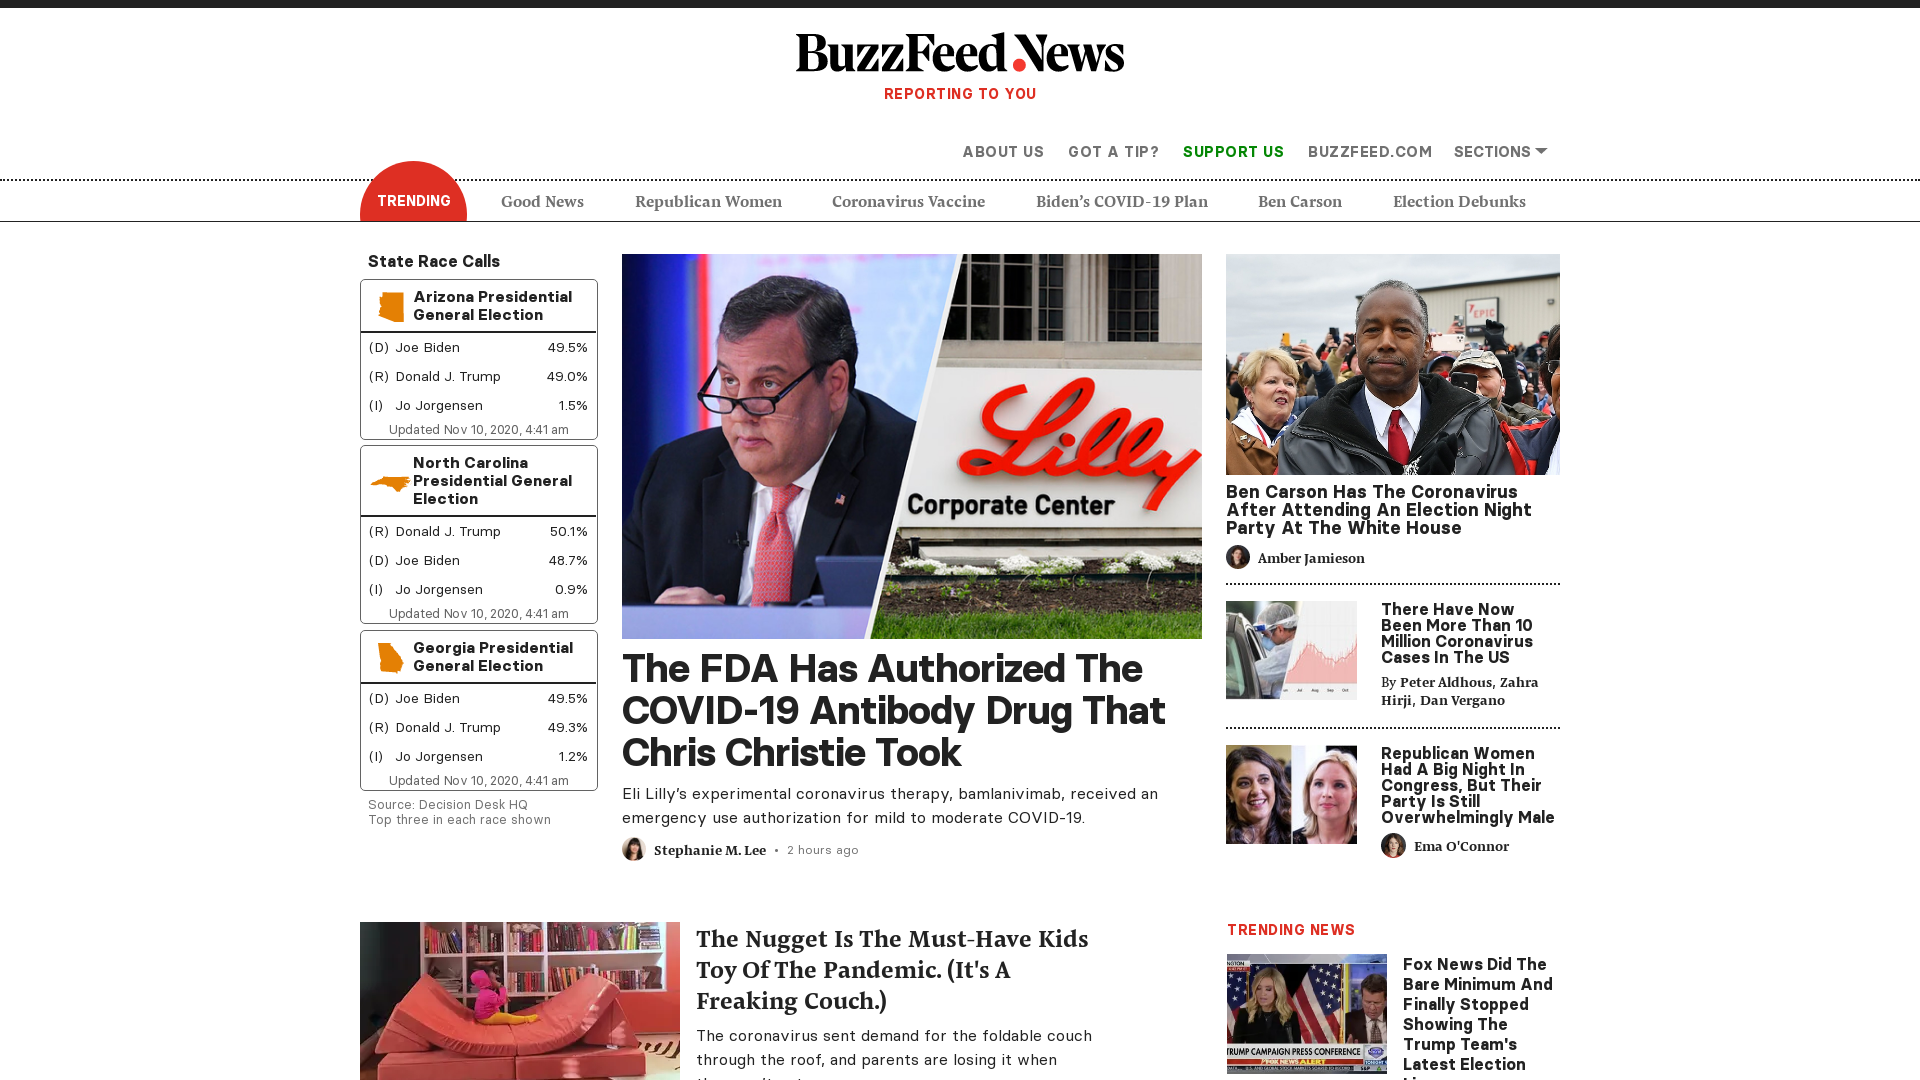 BuzzFeed News
REPORTING TO YOU
ABOUT US
GOT A TIP?
SUPPORT US
BUZZFEED.COM
SECTIONS
TRENDING
Good News
Republican Women
Coronavirus Vaccine
Biden’s COVID-19 Plan
Ben Carson
Election Debunks
State Race Calls
Arizona Presidential
General Election
(D) Joe Biden 49.5%
(R) Donald J. Trump 49.0%
(I) Jo Jorgensen 1.5%
Updated Nov 10, 2020, 4:41 am
North Carolina
Presidential General
Election
(R) Donald J. Trump 50.1%
(D) Joe Biden 48.7%
(I) Jo Jorgensen 0.9%
Updated Nov 10, 2020, 4:41 am
Georgia Presidential
General Election
(D) Joe Biden 49.5%
(R) Donald J. Trump 49.3%
(I) Jo Jorgensen 1.2%
Updated Nov 10, 2020, 4:41 am
Source: Decision Desk HQ
Top three in each race shown
Lilly
Corporate Center
The FDA Has Authorized The
COVID-19 Antibody Drug That
Chris Christie Took
Eli Lilly’s experimental coronavirus therapy, bamlanivimab, received an
emergency use authorization for mild to moderate COVID-19.
Stephanie M. Lee • 2 hours ago
EPIC
Ben Carson Has The Coronavirus
After Attending An Election Night
Party At The White House
Amber Jamieson
Jul Aug Sep Oct
There Have Now
Been More Than 10
Million Coronavirus
Cases In The US
By Peter Aldhous, Zahra
Hirji, Dan Vergano
Republican Women
Had A Big Night In
Congress, But Their
Party Is Still
Overwhelmingly Male
Ema O'Connor
The Nugget Is The Must-Have Kids
Toy Of The Pandemic. (It's A
Freaking Couch.)
The coronavirus sent demand for the foldable couch
through the roof, and parents are losing it when
TRENDING NEWS
TRUMP CAMPAIGN PRESS CONFERENCE
FOX NEWS ALERT
Fox News Did The
Bare Minimum And
Finally Stopped
Showing The
Trump Team's
Latest Election